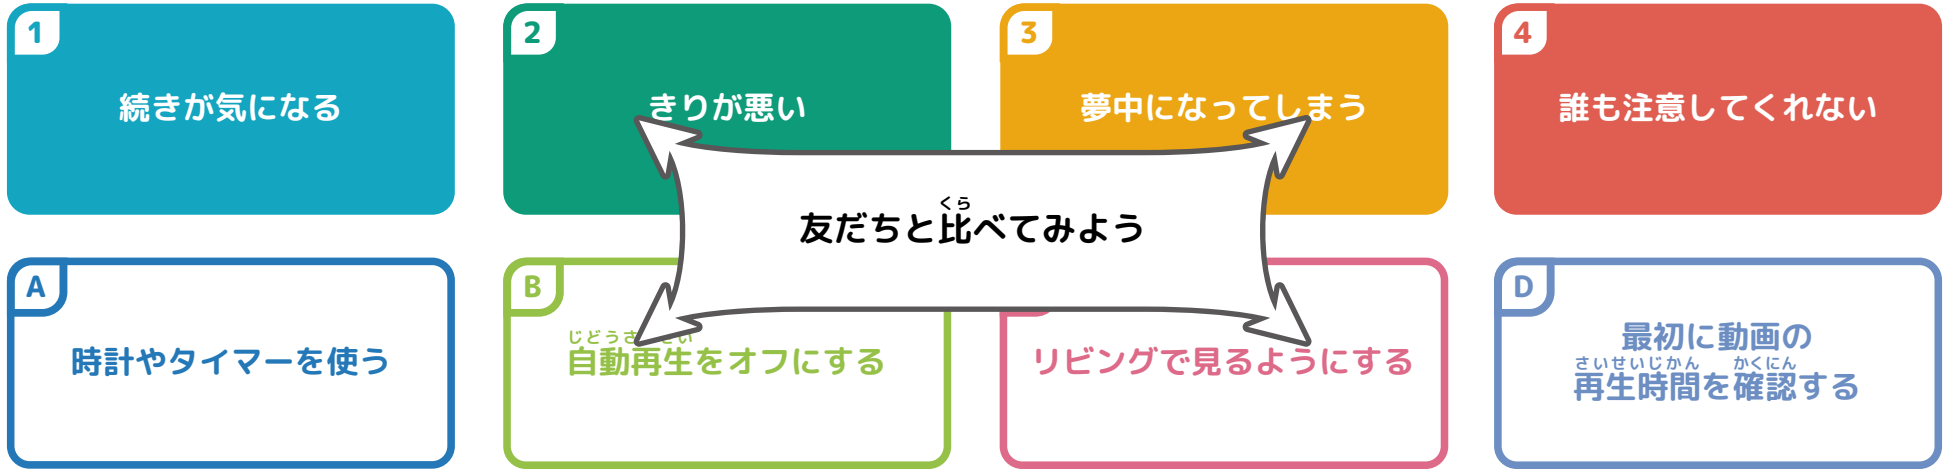 1
続きが気になる
2
きりが悪い
3
夢中になってしまう
4
誰も注意してくれない
くら
友だちと比べてみよう
A
時計やタイマーを使う
B
自動再生をオフにする
リビングで見るようにする
D
最初に動画の
さいせいじかん かくにん
再生時間を確認する